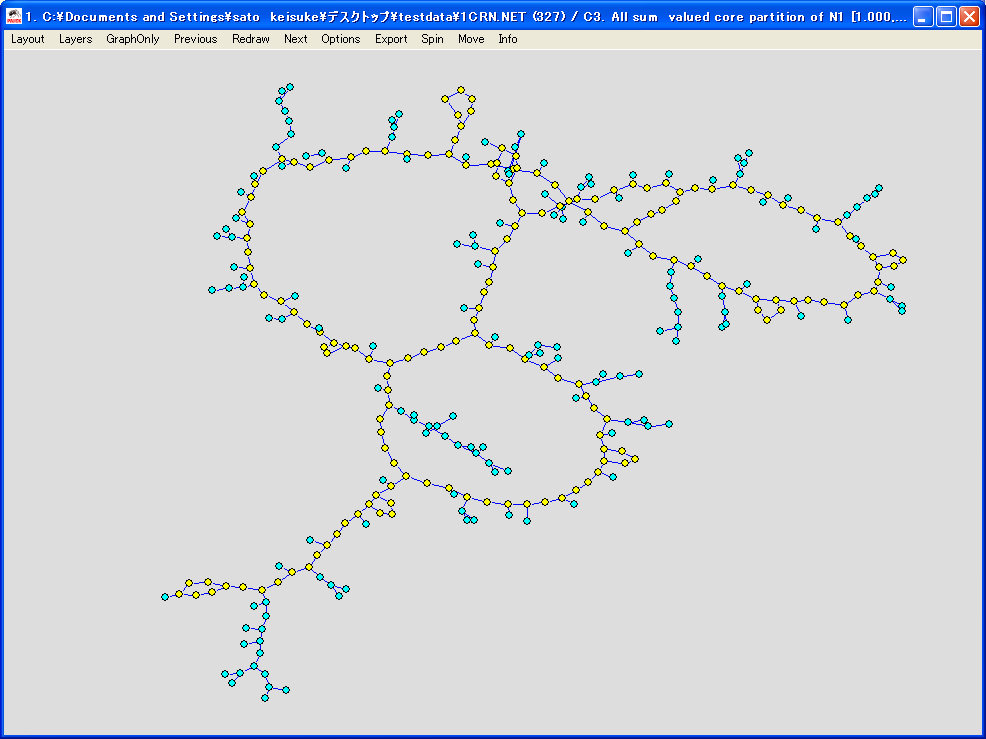 1. C:¥Documents and Settings¥sato keisuke¥デスクトップ¥testdata¥1CRN.NET (327) / C3. All sum valued core partition of N1 [1.000,...
Layout Layers GraphOnly Previous Redraw Next Options Export Spin Move Info